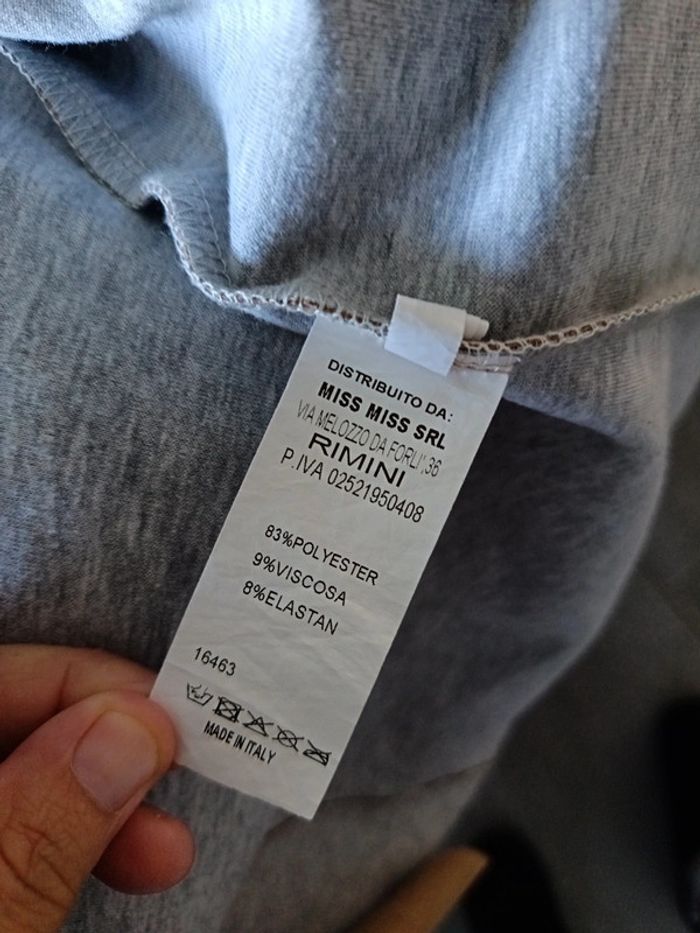 DISTRIBUITO DA:
MISS MISS SRL
VIA MELOZZO DA FORLI',36
RIMINI
P.IVA 02521950408
83%POLYESTER
9%VISCOSA
8%ELASTAN
16463
MADE IN ITALY